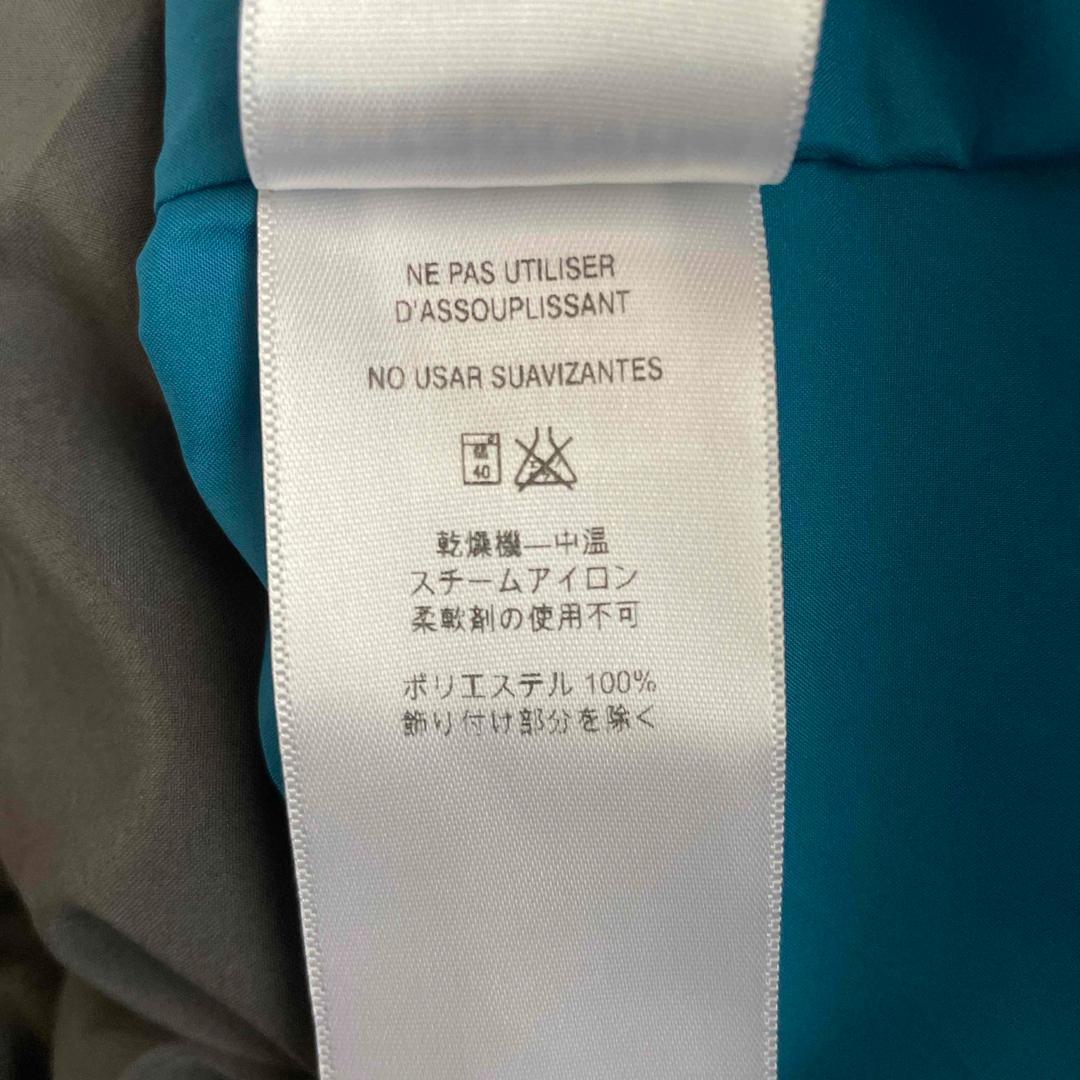 NE PAS UTILISER
D'ASSOUPLISSANT
NO USAR SUAVIZANTES
40
乾燥機—中温
スチームアイロン
柔軟剤の使用不可
ポリエステル 100%
飾り付け部分を除く